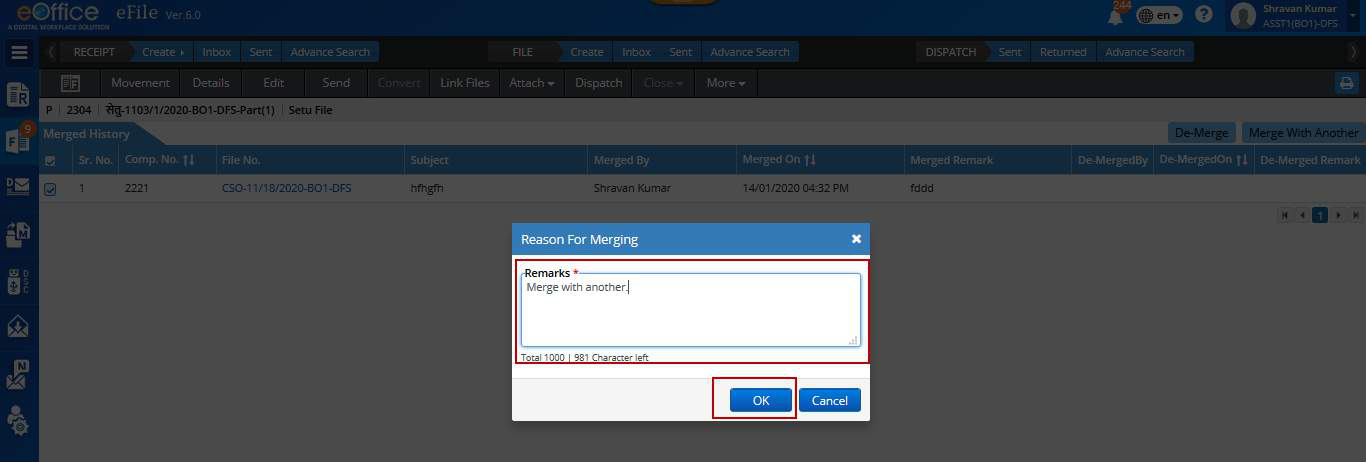 eOffice eFile Ver.6.0
A DIGITAL WORKPLACE SOLUTION
244
en
?
Shravan Kumar
ASST1(BO1)-DFS
RECEIPT Create Inbox Sent Advance Search FILE Create Inbox Sent Advance Search DISPATCH Sent Returned Advance Search
Movement Details Edit Send Convert Link Files Attach Dispatch Close More
9
P | 2304 | सेतु-1103/1/2020-BO1-DFS-Part(1) | Setu File
Merged History De-Merge Merge With Another
Sr. No. Comp. No. File No. Subject Merged By Merged On Merged Remark De-MergedBy De-MergedOn De-Merged Remark
1 2221 CSO-11/18/2020-BO1-DFS hfhgfh Shravan Kumar 14/01/2020 04:32 PM fddd
1
Reason For Merging
Remarks *
Merge with another.
Total 1000 | 981 Character left
OK Cancel
R
F
D
M
DSC
N